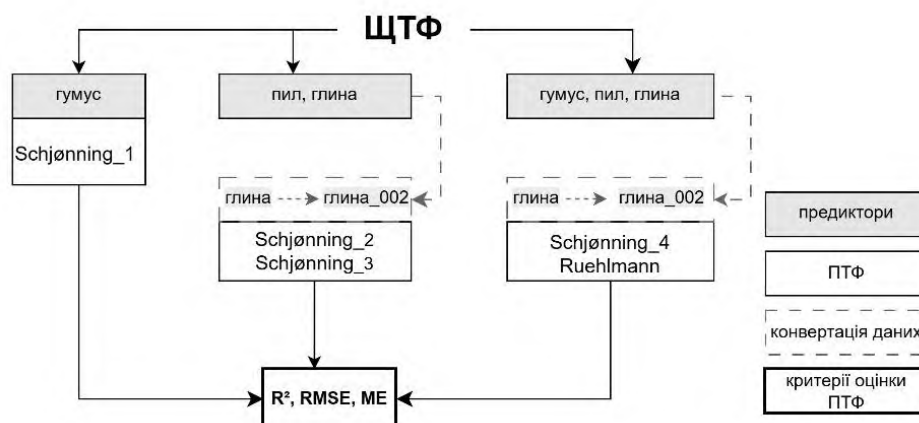 ЩТФ
гумус
пил, глина
гумус, пил, глина
Schjønning_1
глина
глина_002
глина
глина_002
Schjønning_2
Schjønning_3
Schjønning_4
Ruehlmann
предиктори
ПТФ
конвертація даних
критерії оцінки
ПТФ
R², RMSE, ME